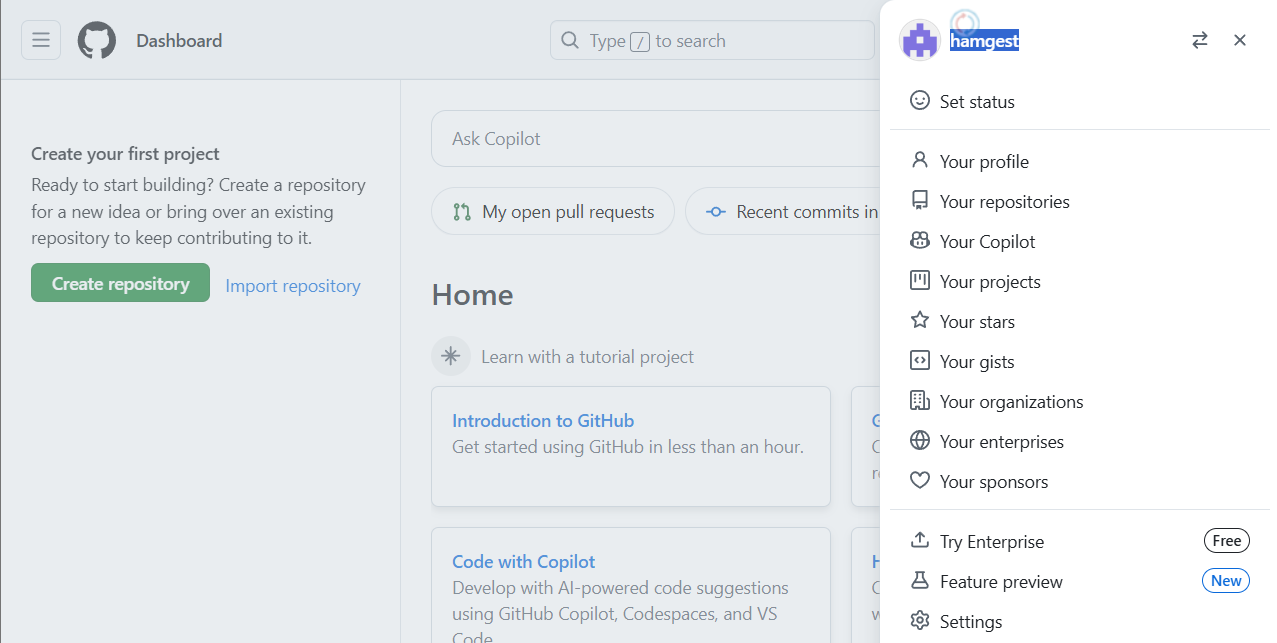 Dashboard
Type / to search
hamgest
Set status
Your profile
Your repositories
Your Copilot
Your projects
Your stars
Your gists
Your organizations
Your enterprises
Your sponsors
Try Enterprise Free
Feature preview New
Settings
Create your first project
Ready to start building? Create a repository
for a new idea or bring over an existing
repository to keep contributing to it.
Create repository
Import repository
Ask Copilot
My open pull requests
Recent commits in
Home
Learn with a tutorial project
Introduction to GitHub
Get started using GitHub in less than an hour.
Code with Copilot
Develop with AI-powered code suggestions
using GitHub Copilot, Codespaces, and VS
Code